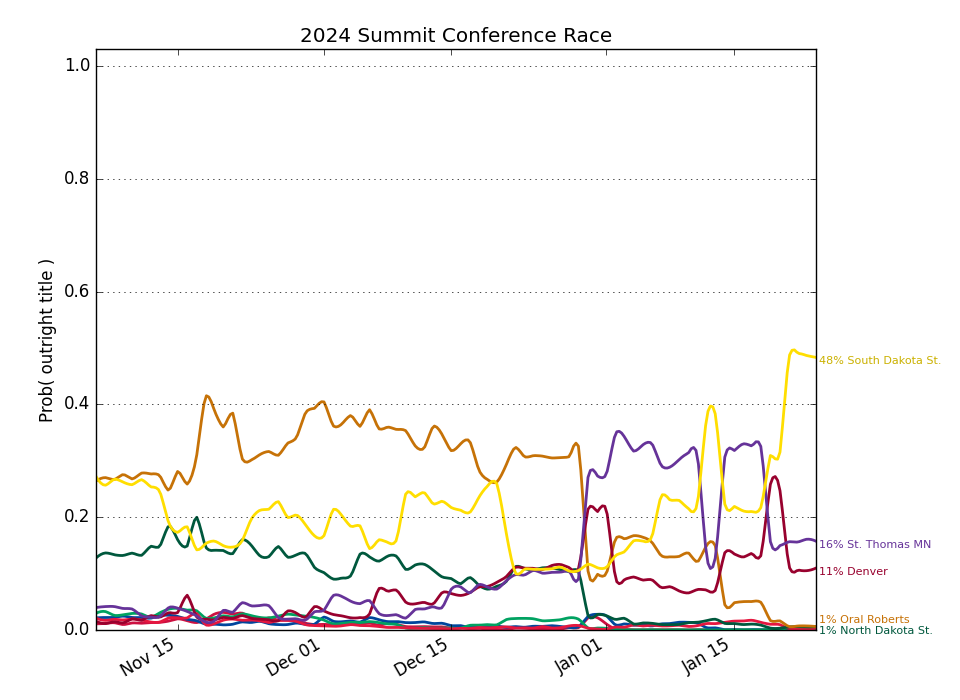 2024 Summit Conference Race
Prob( outright title )
1.0
0.8
0.6
0.4
0.2
0.0
48% South Dakota St.
16% St. Thomas MN
11% Denver
1% Oral Roberts
1% North Dakota St.
Nov 15
Dec 01
Dec 15
Jan 01
Jan 15